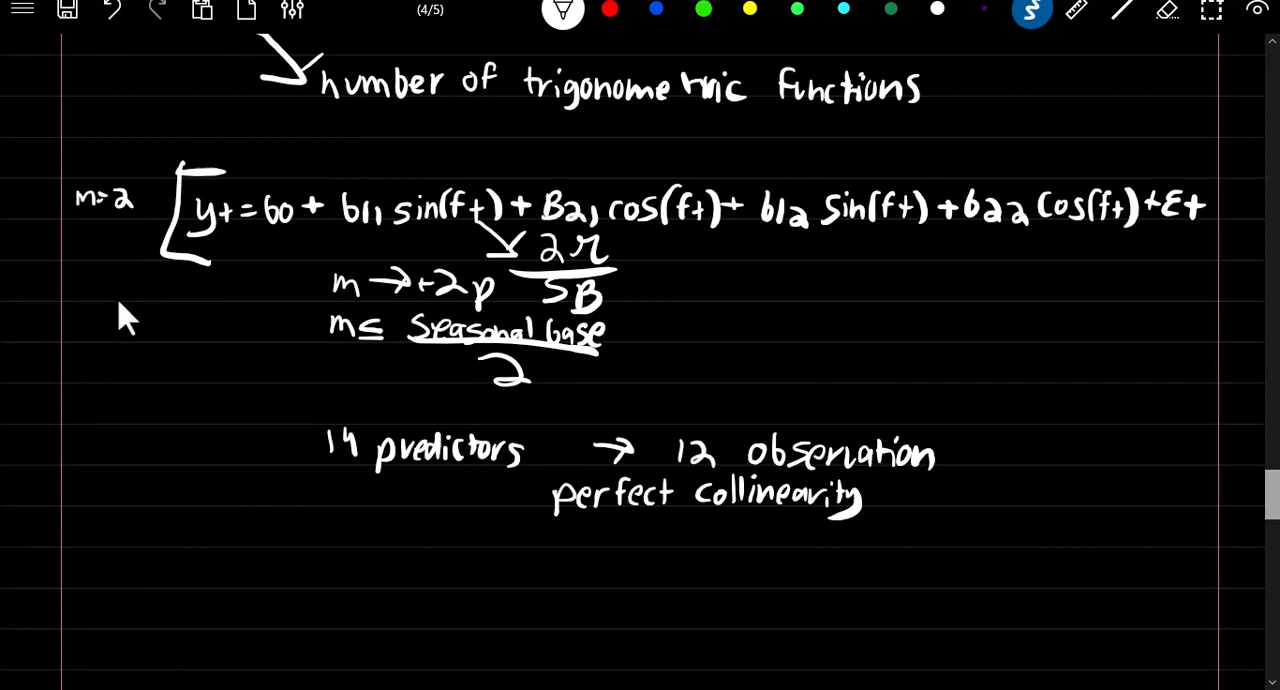 (4/5)
number of trigonometric functions
m=2 yt = b0 + b11 sin(ft) + B21 cos(ft) + b12 sin(ft) + b22 cos(ft) + Et
2π
m → +2p SB
m ≤ seasonal base
2
14 predictors → 12 observation
perfect collinearity